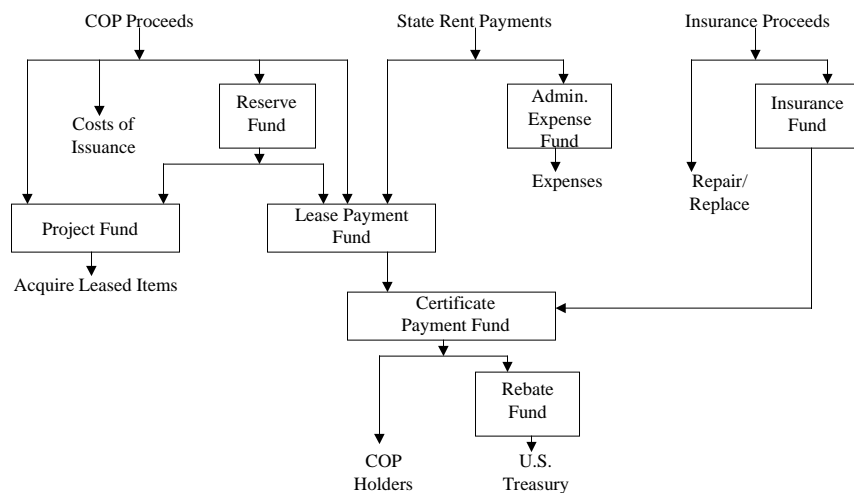 COP Proceeds
State Rent Payments
Insurance Proceeds
Costs of
Issuance
Reserve
Fund
Admin.
Expense
Fund
Insurance
Fund
Expenses
Repair/
Replace
Project Fund
Lease Payment
Fund
Acquire Leased Items
Certificate
Payment Fund
Rebate
Fund
COP
Holders
U.S.
Treasury